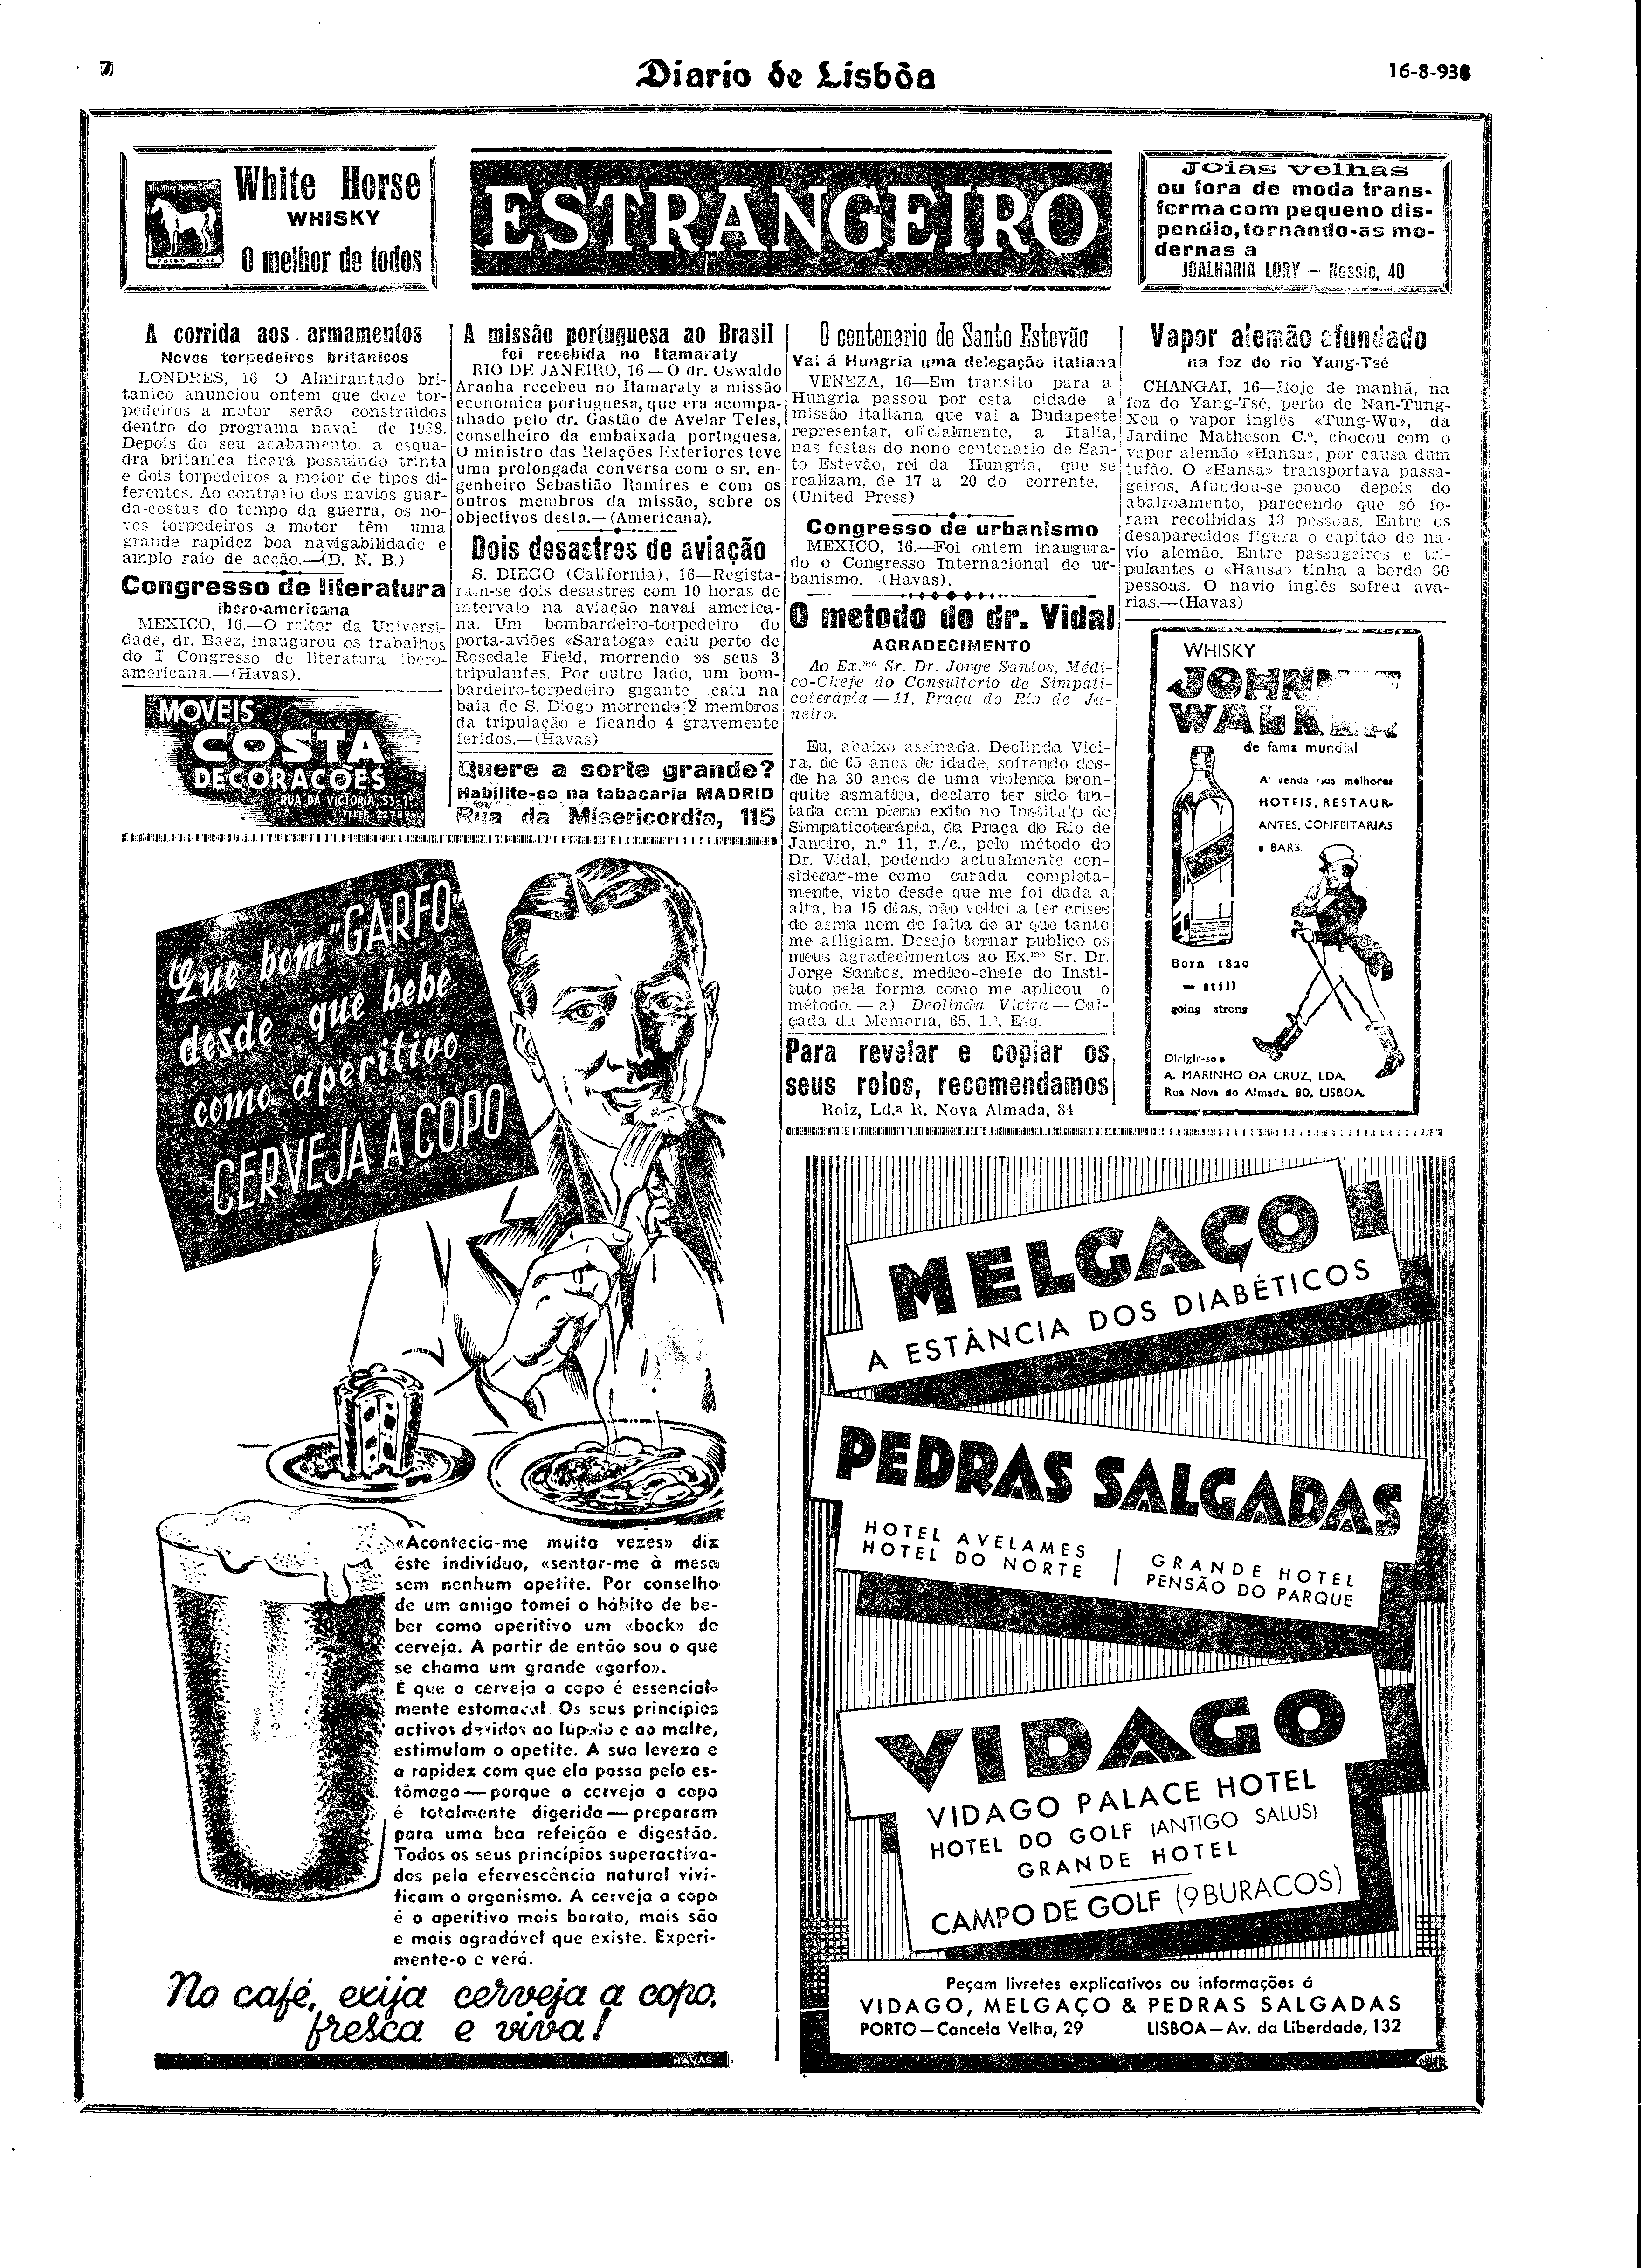 7
Diario de Lisbôa
16-8-938
White Horse
WHISKY
O melhor de todos
ESTRANGEIRO
Joias velhas
ou fora de moda trans-
forma com pequeno dis-
pendio, tornando-as mo-
dernas a
JOALHARIA LORY — Rossio, 40
A corrida aos armamentos
Novos torpedeiros britanicos
LONDRES, 16—O Almirantado bri-
tanico anunciou ontem que doze tor-
pedeiros a motor serão construidos
dentro do programa naval de 1938.
Depois do seu acabamento, a esqua-
dra britanica ficará possuindo trinta
e dois torpedeiros a motor de tipos di-
ferentes. Ao contrario dos navios guar-
da-costas do tempo da guerra, os no-
vos torpedeiros a motor têm uma
grande rapidez boa navigabilidade e
amplo raio de acção.—(D. N. B.)
Congresso de literatura
ibero-americana
MEXICO, 16.—O reitor da Universi-
dade, dr. Baez, inaugurou os trabalhos
do I Congresso de literatura ibero-
americana.—(Havas).
MOVEIS
COSTA
DECORAÇÕES
RUA DA VICTORIA, 53-1º
A missão portuguesa ao Brasil
foi recebida no Itamaraty
RIO DE JANEIRO, 16—O dr. Oswaldo
Aranha recebeu no Itamaraty a missão
economica portuguesa, que era acompa-
nhado pelo dr. Gastão de Avelar Teles,
conselheiro da embaixada portuguesa.
O ministro das Relações Exteriores teve
uma prolongada conversa com o sr. en-
genheiro Sebastião Ramires e com os
outros membros da missão, sobre os
objectivos desta.—(Americana).
Dois desastres de aviação
S. DIEGO (California), 16—Regista-
ram-se dois desastres com 10 horas de
intervalo na aviação naval america-
na. Um bombardeiro-torpedeiro do
porta-aviões «Saratoga» caiu perto de
Rosedale Field, morrendo os seus 3
tripulantes. Por outro lado, um bom-
bardeiro-torpedeiro gigante caiu na
baia de S. Diogo morrendo 2 membros
da tripulação e ficando 4 gravemente
feridos.—(Havas)
Quere a sorte grande?
Habilite-se na tabacaria MADRID
Rua da Misericordia, 115
O centenario de Santo Estevão
Vai á Hungria uma delegação italiana
VENEZA, 16—Em transito para a
Hungria passou por esta cidade a
missão italiana que vai a Budapeste
representar, oficialmente, a Italia,
nas festas do nono centenario de San-
to Estevão, rei da Hungria, que se
realizam, de 17 a 20 do corrente.—
(United Press)
Congresso de urbanismo
MEXICO, 16.—Foi ontem inaugura-
do o Congresso Internacional de ur-
banismo.—(Havas).
O metodo do dr. Vidal
AGRADECIMENTO
Ao Ex.mo Sr. Dr. Jorge Santos, Médi-
co-Chefe do Consultorio de Simpati-
coterápia — 11, Praça do Rio de Ja-
neiro.
Eu, abaixo assinada, Deolinda Viei-
ra, de 65 anos de idade, sofrendo des-
de ha 30 anos de uma violenta bron-
quite asmatica, declaro ter sido tra-
tada com pleno exito no Instituto de
Simpaticoterápia, da Praça do Rio de
Janeiro, n.º 11, r./c., pelo método do
Dr. Vidal, podendo actualmente con-
siderar-me como curada completa-
mente, visto desde que me foi dada a
alta, ha 15 dias, não voltei a ter crises
de asma nem de falta de ar que tanto
me afligiam. Desejo tornar publico os
meus agradecimentos ao Ex.mo Sr. Dr.
Jorge Santos, medico-chefe do Insti-
tuto pela forma como me aplicou o
método. — a) Deolinda Vieira — Cal-
çada da Memoria, 65, 1.º, Esq.
Para revelar e copiar os
seus rolos, recomendamos
Roiz, Ld.ª R. Nova Almada, 84
Vapor alemão afundado
na foz do rio Yang-Tsé
CHANGAI, 16—Hoje de manhã, na
foz do Yang-Tsé, perto de Nan-Tung-
Xeu o vapor inglês «Tung-Wu», da
Jardine Matheson C.º, chocou com o
vapor alemão «Hansa», por causa dum
tufão. O «Hansa» transportava passa-
geiros. Afundou-se pouco depois do
abalroamento, parecendo que só fo-
ram recolhidas 13 pessoas. Entre os
desaparecidos figura o capitão do na-
vio alemão. Entre passageiros e tri-
pulantes o «Hansa» tinha a bordo 60
pessoas. O navio inglês sofreu ava-
rias.—(Havas)
WHISKY
JOHNNIE
WALKER
de fama mundial
A' venda nos melhores
HOTEIS, RESTAUR-
ANTES, CONFEITARIAS
e BARS.
Born 1820
— still
going strong
Dirigir-se a
A. MARINHO DA CRUZ, LDA.
Rua Nova do Almada, 80, LISBOA
Que bom "GARFO"
desde que bebe
como aperitivo
CERVEJA A COPO
«Acontecia-me muita vezes» diz
êste indivíduo, «sentar-me à mesa
sem nenhum apetite. Por conselho
de um amigo tomei o hábito de be-
ber como aperitivo um «bock» de
cerveja. A partir de então sou o que
se chama um grande «garfo».
E que a cerveja a copo é essencial-
mente estomacal. Os seus princípios
activos devidos ao lúpulo e ao malte,
estimulam o apetite. A sua leveza e
a rapidez com que ela passa pelo es-
tômago — porque a cerveja a copo
é totalmente digerida — preparam
para uma boa refeição e digestão.
Todos os seus princípios superactiva-
dos pela efervescência natural vivi-
ficam o organismo. A cerveja a copo
é o aperitivo mais barato, mais são
e mais agradável que existe. Experi-
mente-o e verá.
No café, exija cerveja a copo,
fresca e viva!
HAVAS
MELGAÇO
A ESTÂNCIA DOS DIABÉTICOS
PEDRAS SALGADAS
HOTEL AVELAMES
HOTEL DO NORTE
GRANDE HOTEL
PENSÃO DO PARQUE
VIDAGO
VIDAGO PALACE HOTEL
HOTEL DO GOLF (ANTIGO SALUS)
GRANDE HOTEL
CAMPO DE GOLF (9 BURACOS)
Peçam livretes explicativos ou informações á
VIDAGO, MELGAÇO & PEDRAS SALGADAS
PORTO — Cancela Velha, 29
LISBOA — Av. da Liberdade, 132